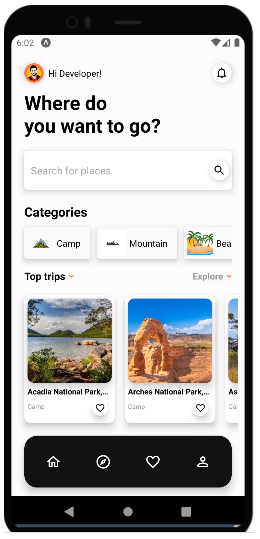 6:02
Hi Developer!
Where do
you want to go?
Search for places
Categories
Camp
Mountain
Bea
Top trips
Explore
Acadia National Park,...
Arches National Park,...
As
Camp
Camp
Car